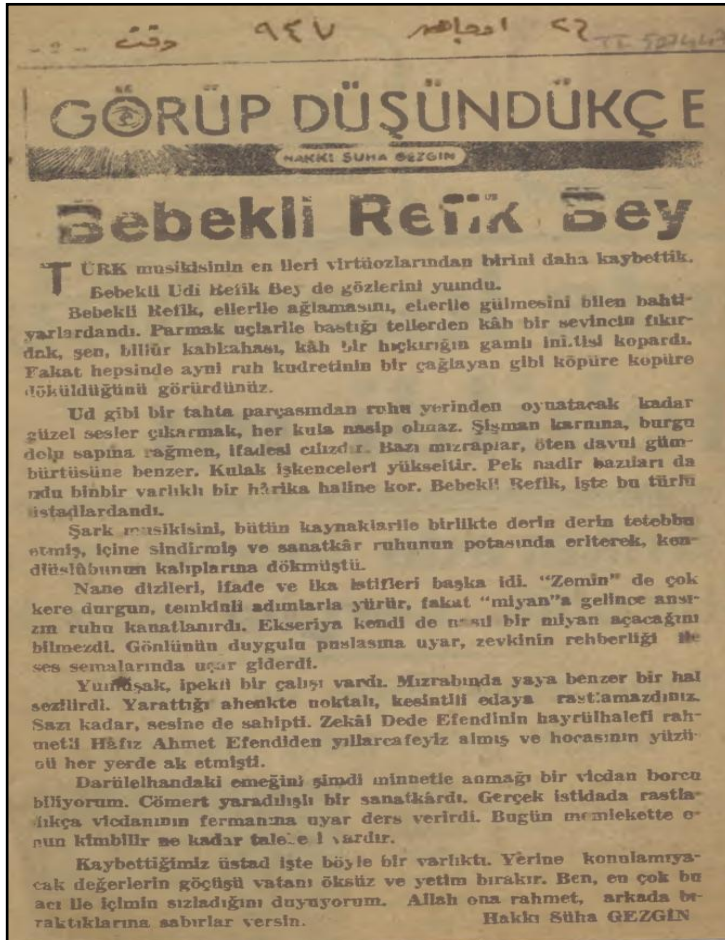 وقت ٩٤٧ ٢٦
GÖRÜP DÜŞÜNDÜKÇE
HAKKI SÜHA GEZGİN
Bebekli Refik Bey
TÜRK musikisinin en ileri virtüozlarından birini daha kaybettik.
Bebekli Udi Refik Bey de gözlerini yumdu.
Bebekli Refik, ellerile ağlamasını, ellerile gülmesini bilen bahti-
yarlardandı. Parmak uçlarile bastığı tellerden kâh bir sevincin fıkır-
dak, şen, billûr kahkahası, kâh bir hıçkırığın gamlı iniltisi kopardı.
Fakat hepsinde ayni ruh kudretinin bir çağlayan gibi köpüre köpüre
döküldüğünü görürdünüz.
Ud gibi bir tahta parçasından ruhu yerinden oynatacak kadar
güzel sesler çıkarmak, her kula nasip olmaz. Şişman karnına, burgu
dolu sapına rağmen, ifadesi cılızdır. Bazı mızraplar, öten davul güm-
bürtüsüne benzer. Kulak işkenceleri yükseltir. Pek nadir bazıları da
udu binbir varlıklı bir hârika haline kor. Bebekli Refik, işte bu türlü
üstadlardandı.
Şark musikisini, bütün kaynaklarile birlikte derin derin tetebbu
etmiş, içine sindirmiş ve sanatkâr ruhunun potasında eriterek, ken-
diüslûbunun kalıplarına dökmüştü.
Nane dizileri, ifade ve ika istifleri başka idi. "Zemin" de çok
kere durgun, temkinli adımlarla yürür, fakat "miyan"a gelince ansı-
zın ruhu kanatlanırdı. Ekseriya kendi de nasıl bir miyan açacağını
bilmezdi. Gönlünün duygulu puslasına uyar, zevkinin rehberliği ile
ses semalarında uçar giderdi.
Yumuşak, ipekli bir çalışı vardı. Mızrabında yaya benzer bir hal
sezilirdi. Yarattığı ahenkte noktalı, kesintili edaya rastlamazdınız.
Sazı kadar, sesine de sahipti. Zekâi Dede Efendinin hayrülhalefi rah-
metli Hâfız Ahmet Efendiden yıllarcafeyiz almış ve hocasının yüzü-
nü her yerde ak etmişti.
Darülelhandaki emeğini şimdi minnetle anmağı bir vicdan borcu
biliyorum. Cömert yaradılışlı bir sanatkârdı. Gerçek istidada rastla-
dıkça vicdanının fermanına uyar ders verirdi. Bugün memlekette o-
nun kimbilir ne kadar talebesi vardır.
Kaybettiğimiz üstad işte böyle bir varlıktı. Yerine konulamıya-
cak değerlerin göçüşü vatanı öksüz ve yetim bırakır. Ben, en çok bu
acı ile içimin sızladığını duyuyorum. Allah ona rahmet, arkada bı-
raktıklarına sabırlar versin. Hakkı Süha GEZGİN